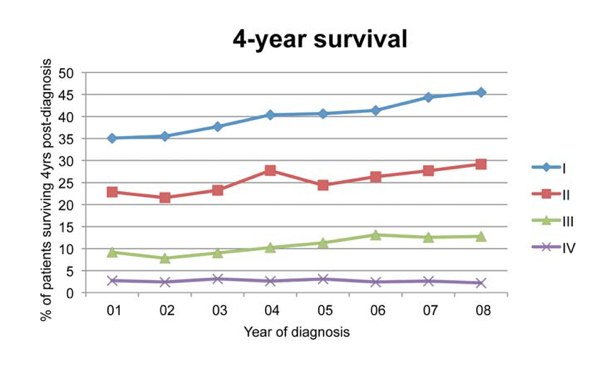 4-year survival
% of patients surviving 4yrs post-diagnosis
50
45
40
35
30
25
20
15
10
5
0
01 02 03 04 05 06 07 08
Year of diagnosis
I
II
III
IV